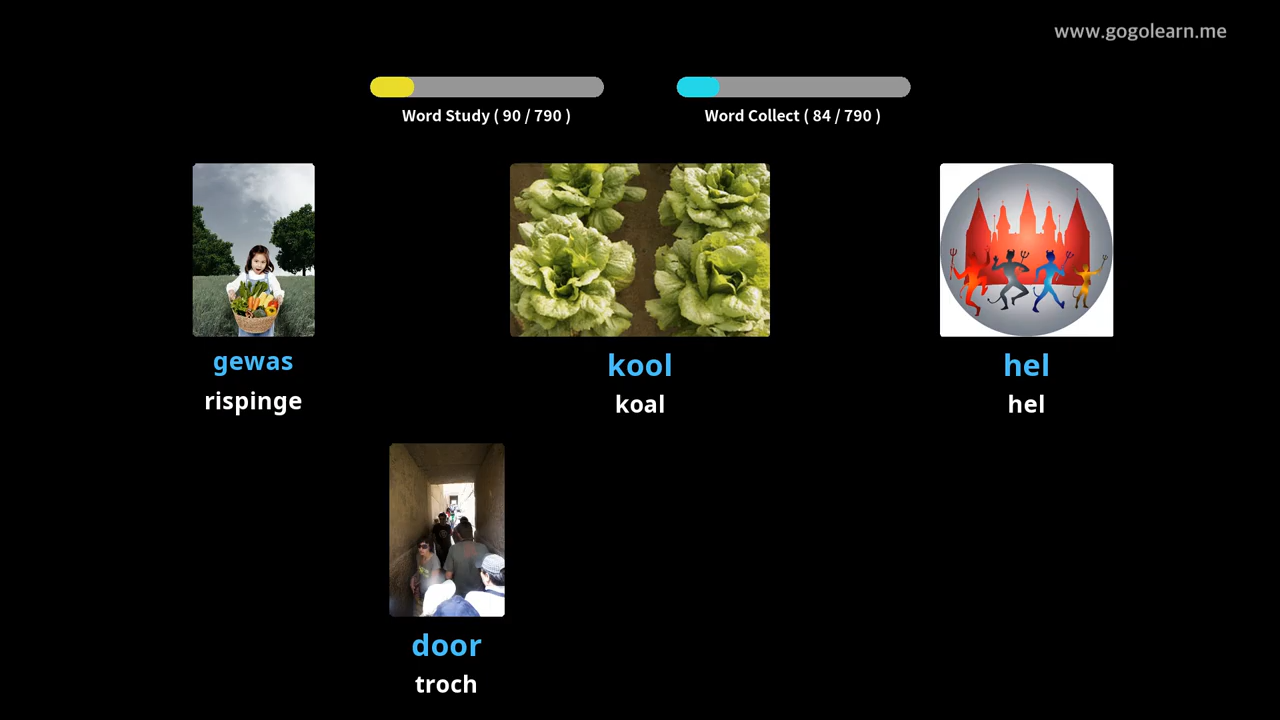 www.gogolearn.me
Word Study ( 90 / 790 )
Word Collect ( 84 / 790 )
gewas
rispinge
kool
koal
hel
hel
door
troch